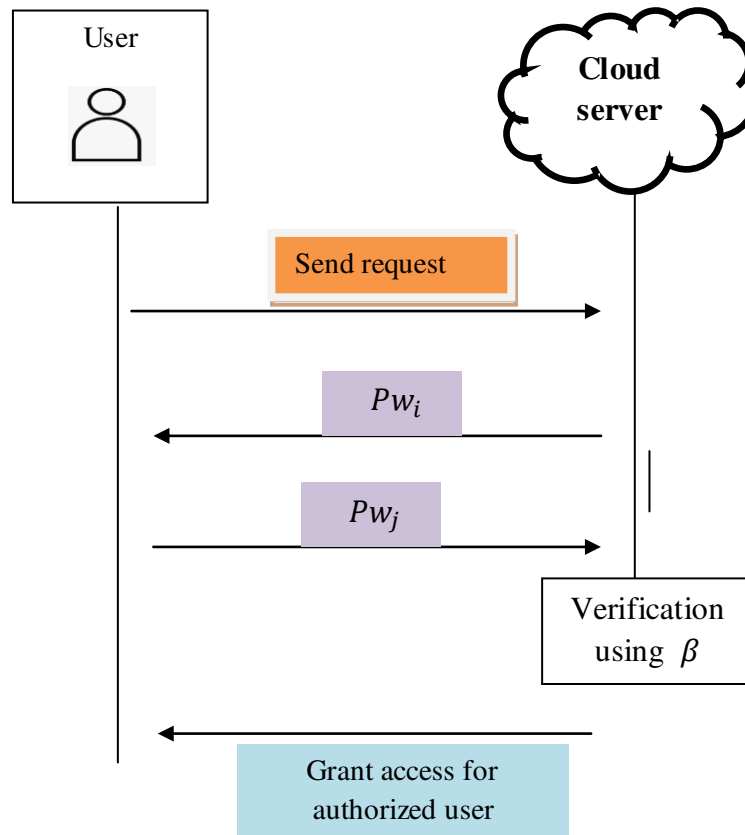 User
Cloud
server
Send request
Pw_i
Pw_j
Verification
using β
Grant access for
authorized user